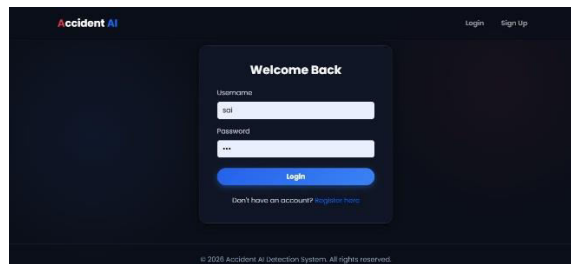 Accident AI
Login Sign Up
Welcome Back
Username
sai
Password
•••
Login
Don't have an account? Register here
© 2026 Accident AI Detection System. All rights reserved.